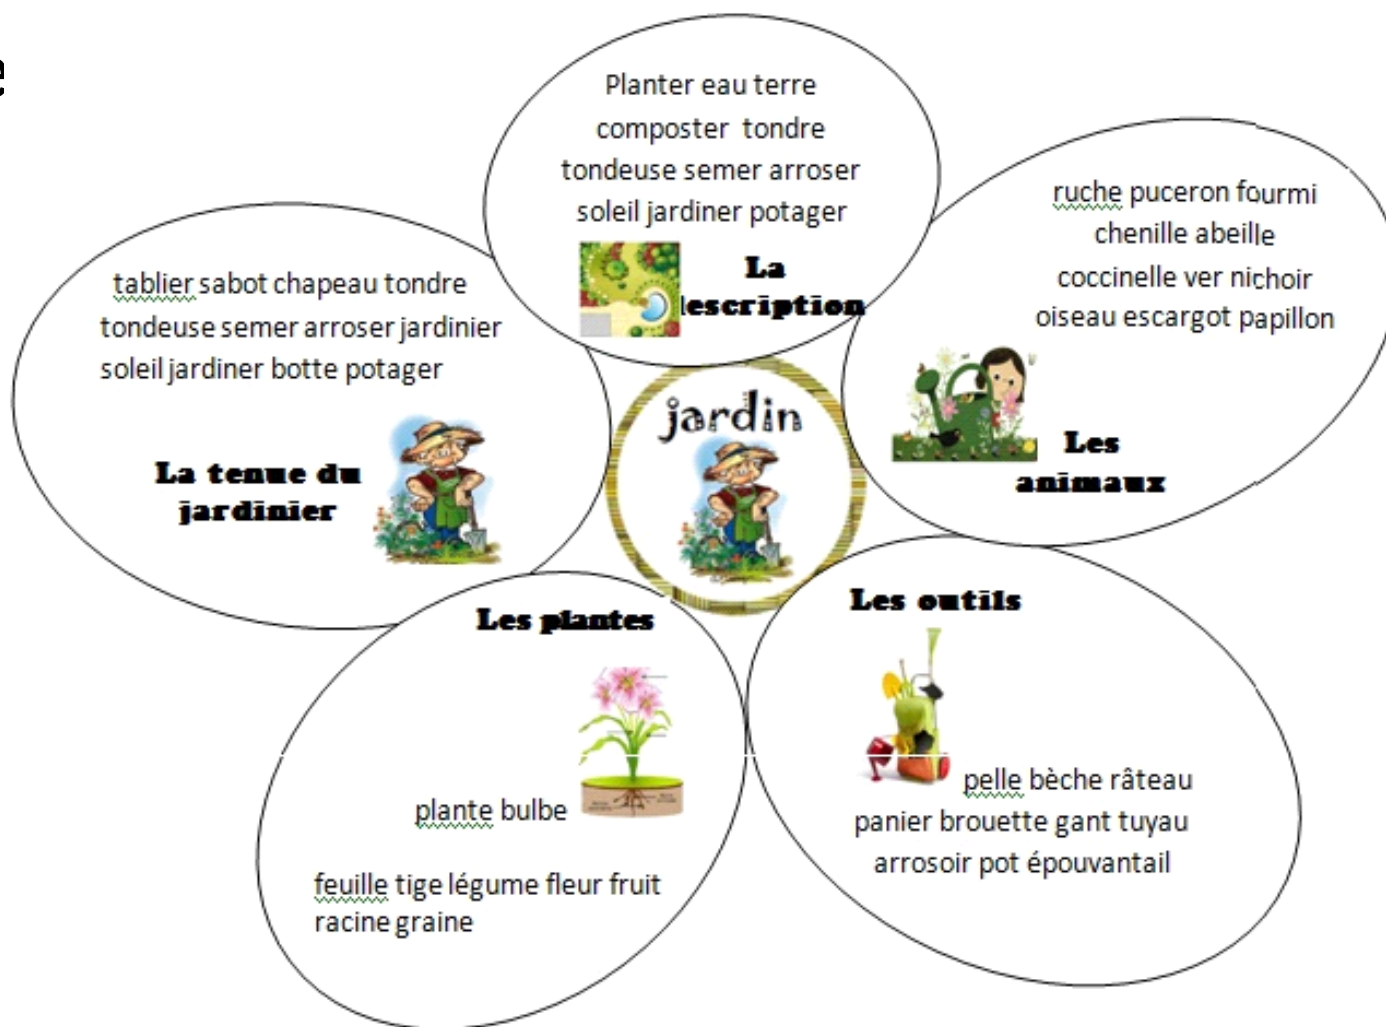 e
Planter eau terre
composter tondre
tondeuse semer arroser
soleil jardiner potager
La
escription
ruche puceron fourmi
chenille abeille
coccinelle ver nichoir
oiseau escargot papillon
Les
animaux
tablier sabot chapeau tondre
tondeuse semer arroser jardinier
soleil jardiner botte potager
La tenue du
jardinier
jardin
Les plantes
plante bulbe
feuille tige légume fleur fruit
racine graine
Les outils
pelle bèche râteau
panier brouette gant tuyau
arrosoir pot épouvantail